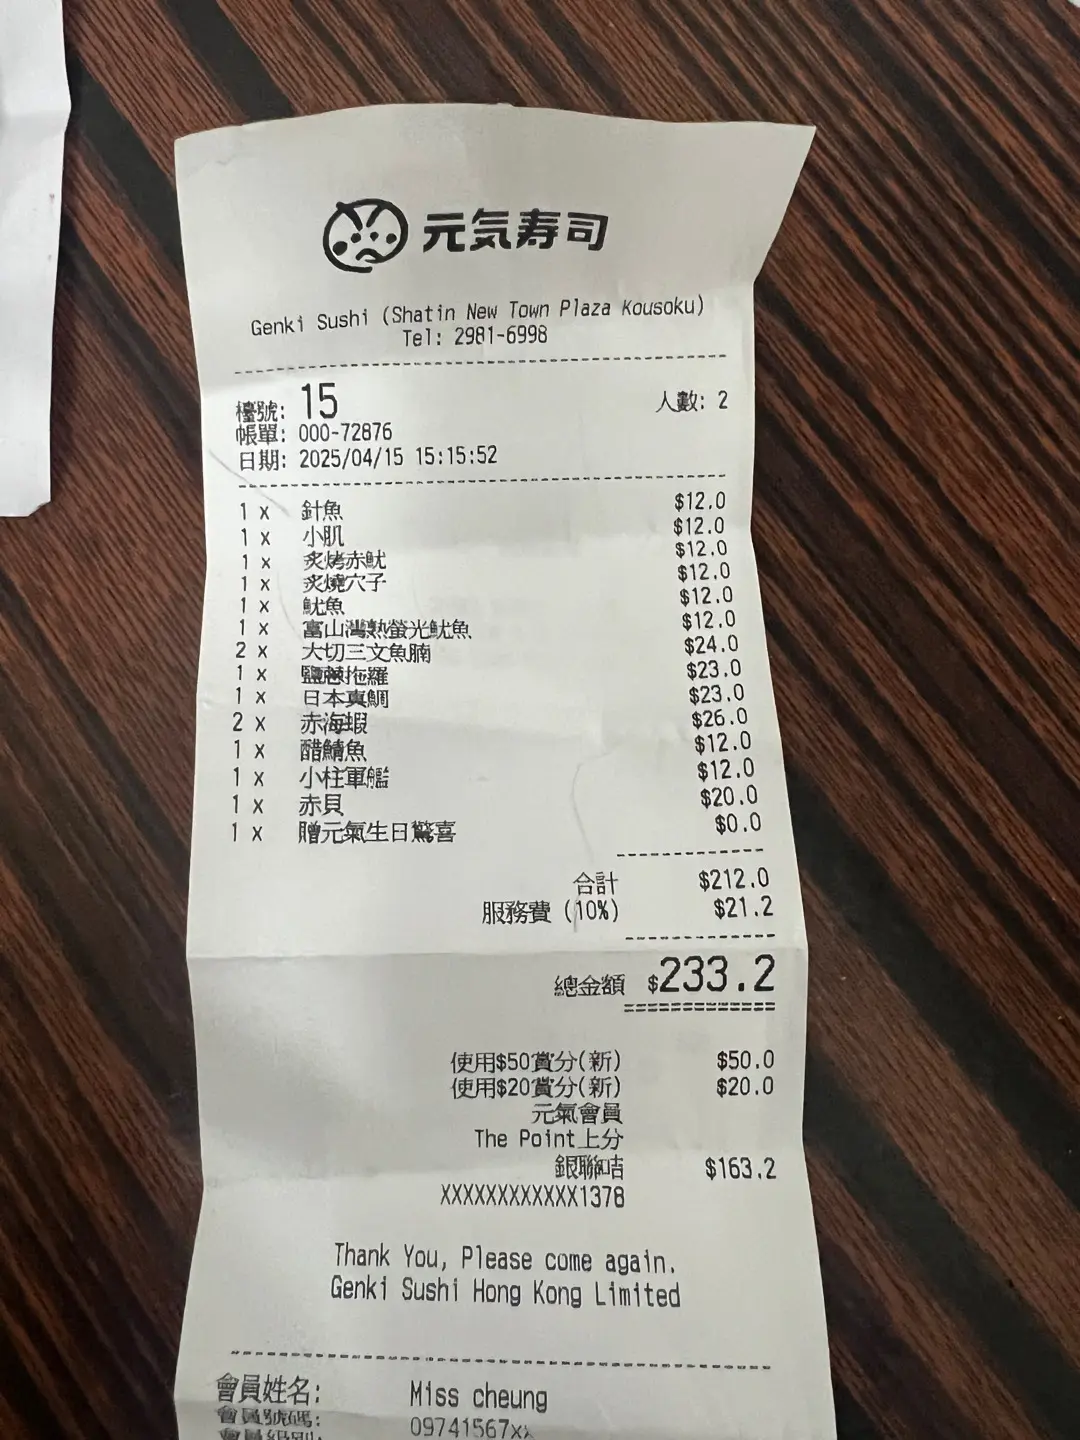 元気寿司
Genki Sushi (Shatin New Town Plaza Kousoku)
Tel: 2981-6998
檯號: 15 人數: 2
帳單: 000-72876
日期: 2025/04/15 15:15:52
1 x 針魚 $12.0
1 x 小肌 $12.0
1 x 炙烤赤魷 $12.0
1 x 炙燒穴子 $12.0
1 x 魷魚 $12.0
1 x 富山灣熟螢光魷魚 $12.0
2 x 大切三文魚腩 $24.0
1 x 鹽蔥拖羅 $23.0
1 x 日本真鯛 $23.0
2 x 赤海蝦 $26.0
1 x 醋鯖魚 $12.0
1 x 小柱軍艦 $12.0
1 x 赤貝 $20.0
1 x 贈元氣生日驚喜 $0.0
合計 $212.0
服務費 (10%) $21.2
總金額 $233.2
使用$50賞分(新) $50.0
使用$20賞分(新) $20.0
元氣會員
The Point上分
銀聯咭 $163.2
XXXXXXXXXXXX1378
Thank You, Please come again.
Genki Sushi Hong Kong Limited
會員姓名: Miss cheung
會員號碼: 09741567xx
會員級別: